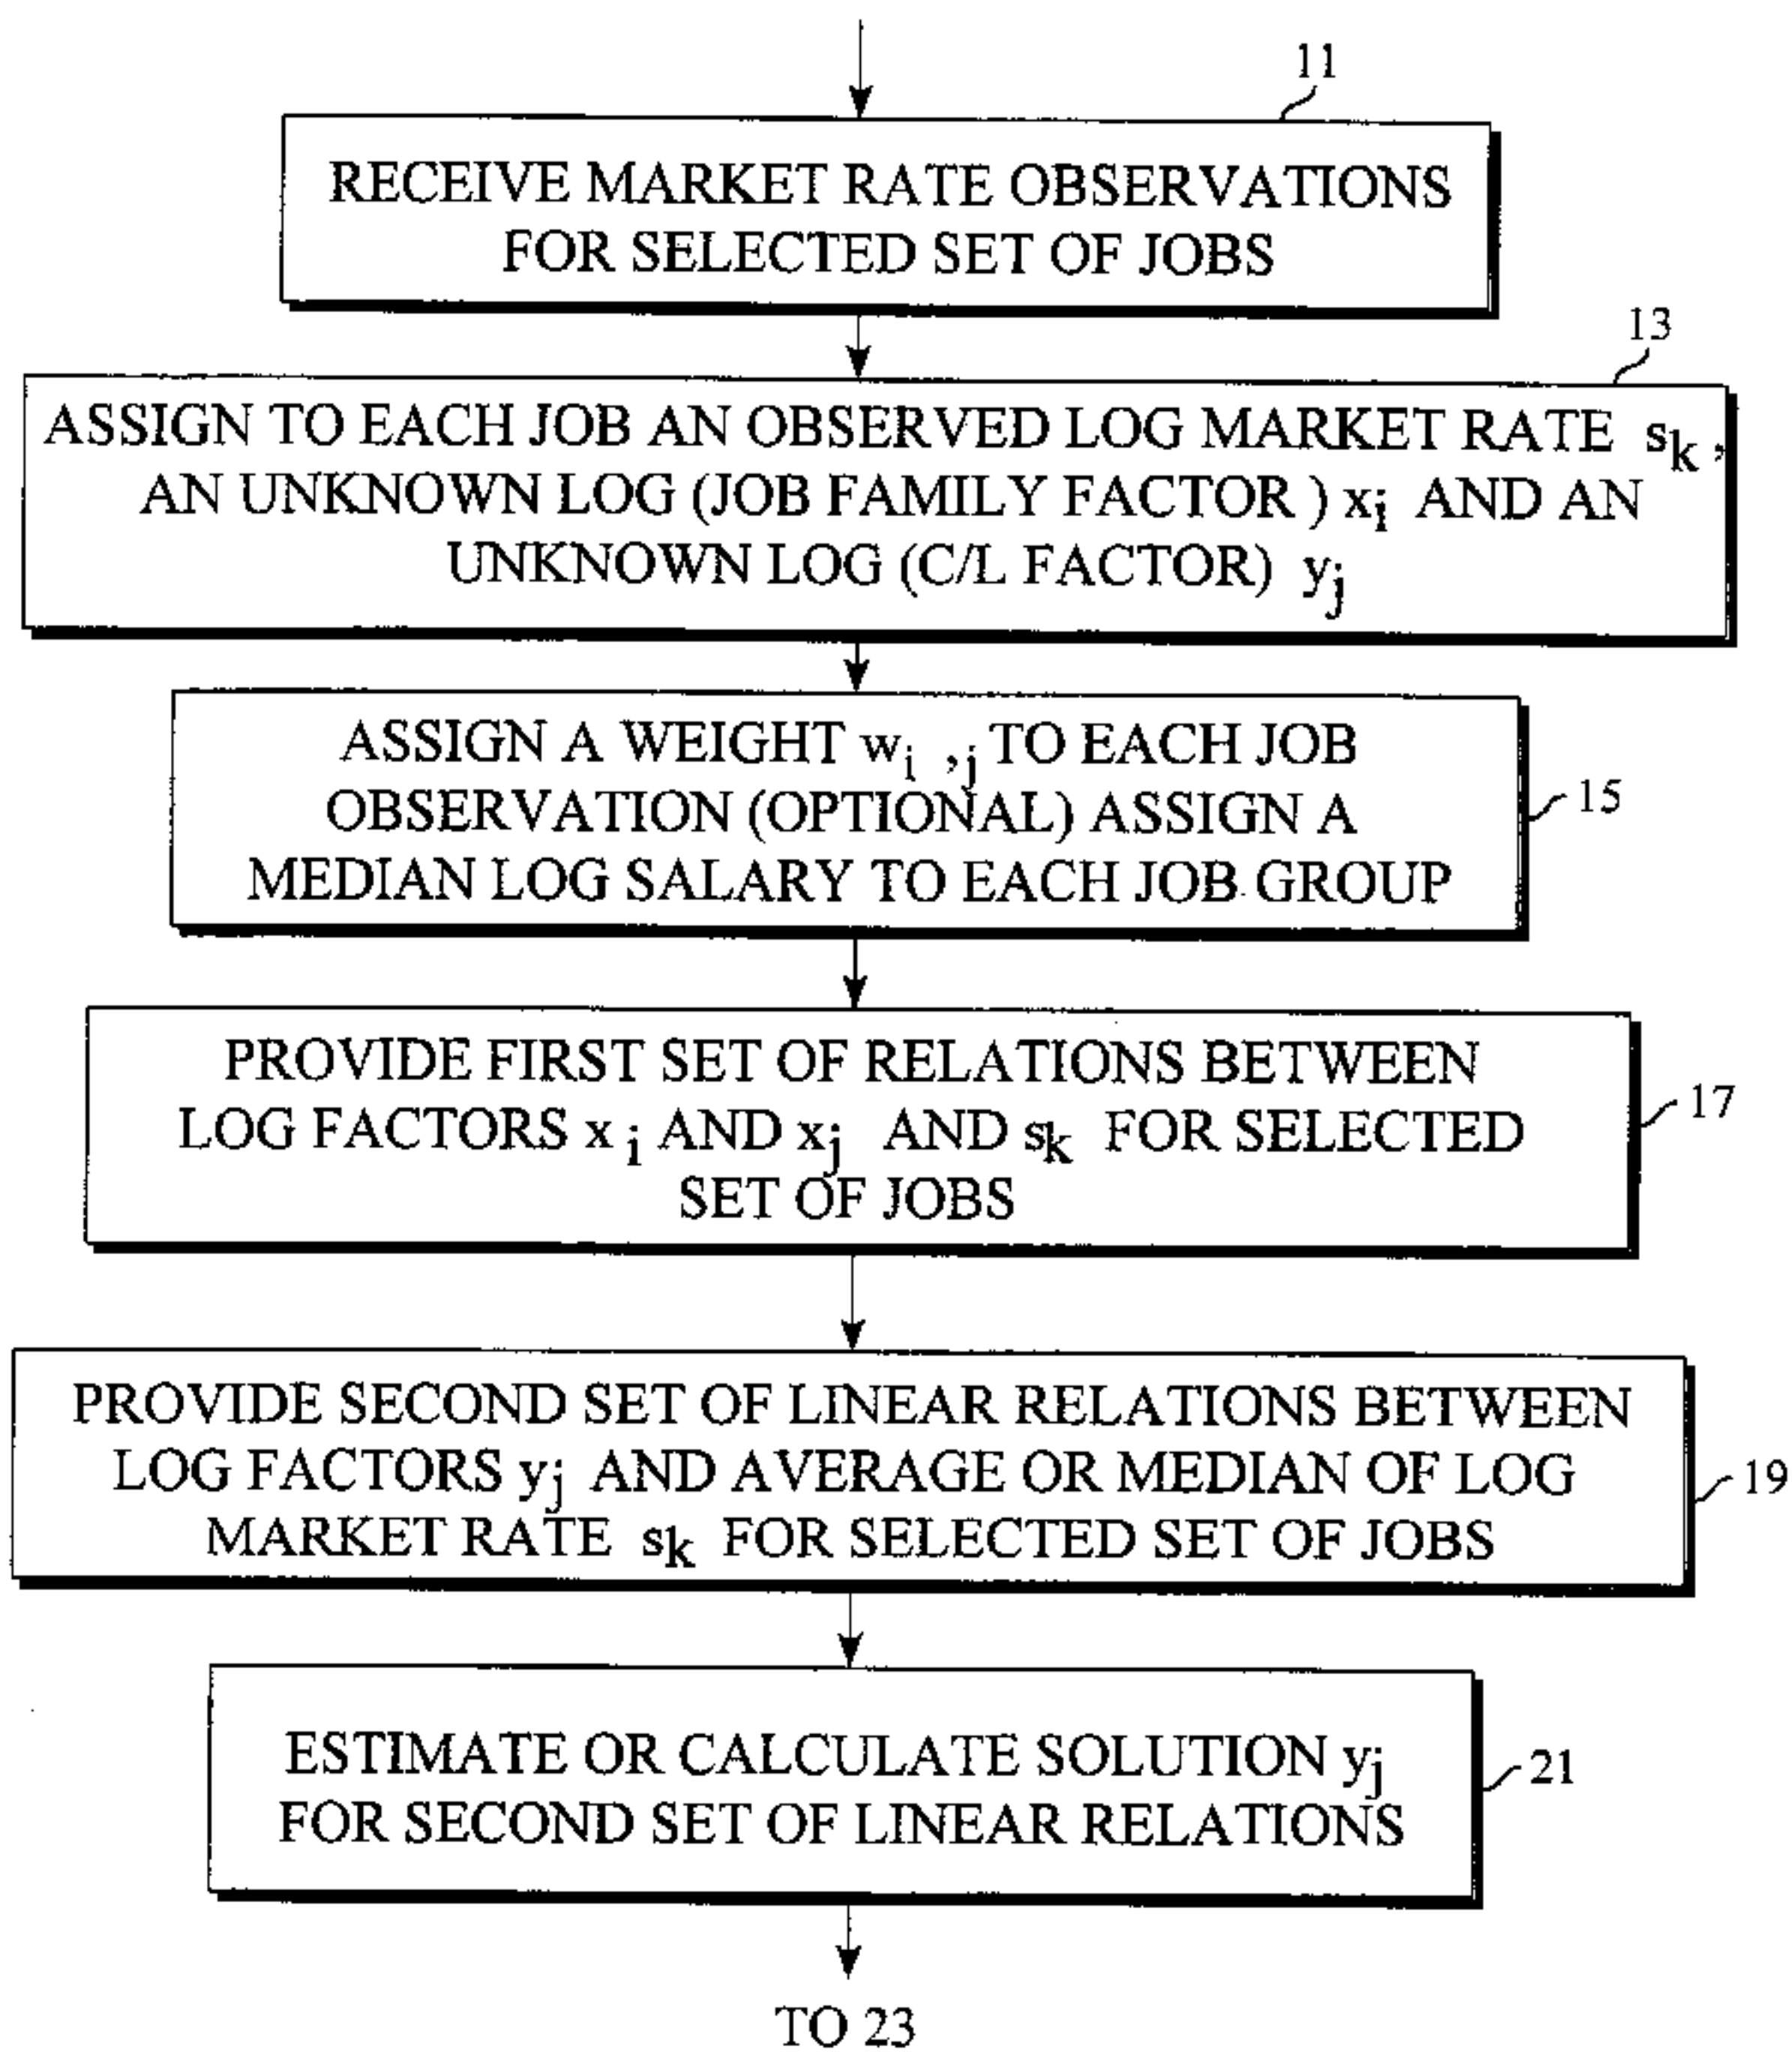 11
RECEIVE MARKET RATE OBSERVATIONS
FOR SELECTED SET OF JOBS
13
ASSIGN TO EACH JOB AN OBSERVED LOG MARKET RATE sk,
AN UNKNOWN LOG (JOB FAMILY FACTOR ) xi AND AN
UNKNOWN LOG (C/L FACTOR) yj
ASSIGN A WEIGHT wi ,j TO EACH JOB
OBSERVATION (OPTIONAL) ASSIGN A
MEDIAN LOG SALARY TO EACH JOB GROUP
15
PROVIDE FIRST SET OF RELATIONS BETWEEN
LOG FACTORS xi AND xj AND sk FOR SELECTED
SET OF JOBS
17
PROVIDE SECOND SET OF LINEAR RELATIONS BETWEEN
LOG FACTORS yj AND AVERAGE OR MEDIAN OF LOG
MARKET RATE sk FOR SELECTED SET OF JOBS
19
ESTIMATE OR CALCULATE SOLUTION yj
FOR SECOND SET OF LINEAR RELATIONS
21
TO 23